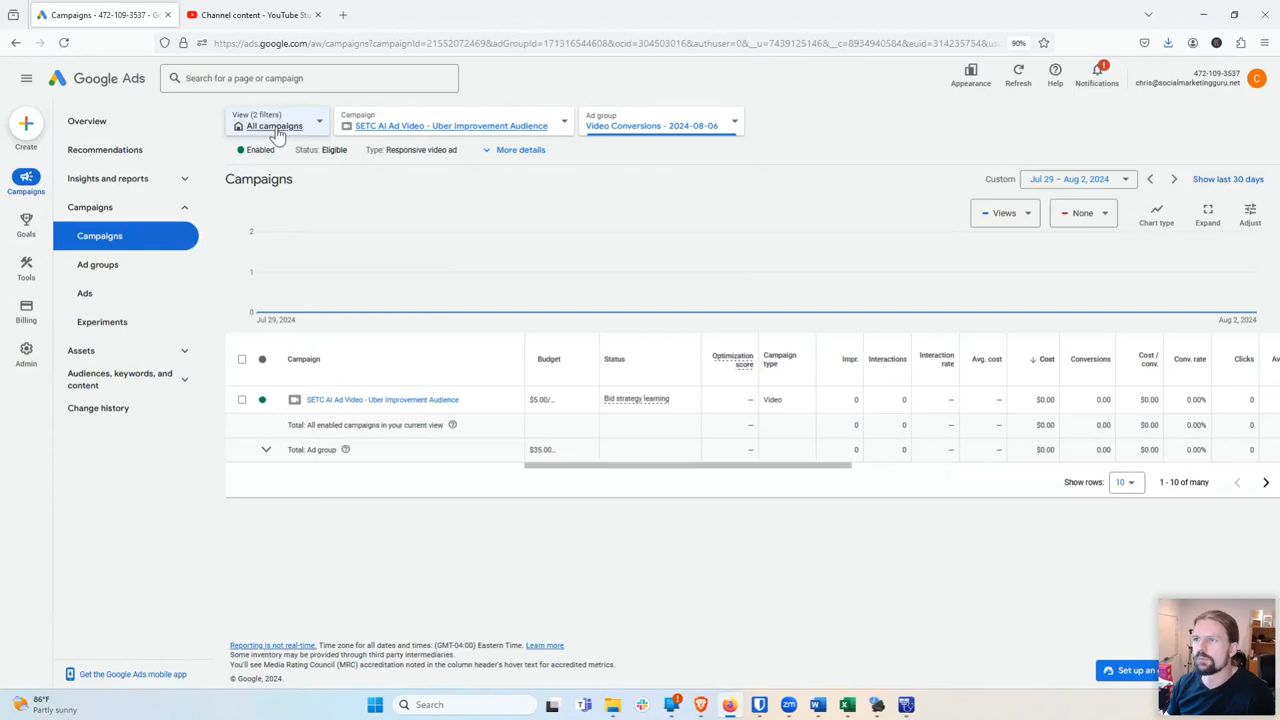 Campaigns - 472-109-3537 - Go
Channel content - YouTube Stu
https://ads.google.com/aw/campaigns?campaignId=21552072469&adGroupId=171316544608&ocid=304503016&authuser=0&__u=7439125146&__c=8934940584&euid=314235754&us
90%
Google Ads
Search for a page or campaign
Appearance
Refresh
Help
Notifications
472-109-3537
chris@socialmarketingguru.net
C
Create
Campaigns
Goals
Tools
Billing
Admin
Overview
Recommendations
Insights and reports
Campaigns
Campaigns
Ad groups
Ads
Experiments
Assets
Audiences, keywords, and
content
Change history
Get the Google Ads mobile app
View (2 filters)
All campaigns
Campaign
SETC AI Ad Video - Uber Improvement Audience
Ad group
Video Conversions - 2024-08-06
Enabled Status: Eligible Type: Responsive video ad More details
Campaigns
Custom Jul 29 – Aug 2, 2024 Show last 30 days
Views None Chart type Expand Adjust
2
1
0
Jul 29, 2024 Aug 2, 2024
Campaign Budget Status Optimization score Campaign type Impr. Interactions Interaction rate Avg. cost Cost Conversions Cost / conv. Conv. rate Clicks
SETC AI Ad Video - Uber Improvement Audience $5.00/... Bid strategy learning — Video 0 0 — — $0.00 0.00 $0.00 0.00% 0
Total: All enabled campaigns in your current view — 0 0 — — $0.00 0.00 $0.00 0.00% 0
Total: Ad group $35.00... — 0 0 — — $0.00 0.00 $0.00 0.00% 0
Show rows: 10 1 - 10 of many
Reporting is not real-time. Time zone for all dates and times: (GMT-04:00) Eastern Time. Learn more
Some inventory may be provided through third party intermediaries.
You'll see Media Rating Council (MRC) accreditation noted in the column header's hover text for accredited metrics.
© Google, 2024.
Set up an
86°F
Partly sunny
Search